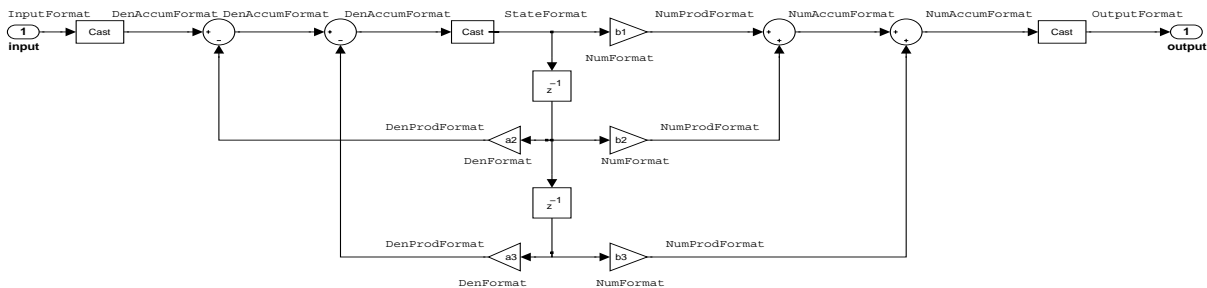 InputFormat DenAccumFormat DenAccumFormat DenAccumFormat StateFormat NumProdFormat NumAccumFormat NumAccumFormat OutputFormat
1 Cast + − + − Cast b1 + + + + Cast 1
input output
NumFormat
z−1
DenProdFormat NumProdFormat
a2 b2
DenFormat NumFormat
z−1
DenProdFormat NumProdFormat
a3 b3
DenFormat NumFormat